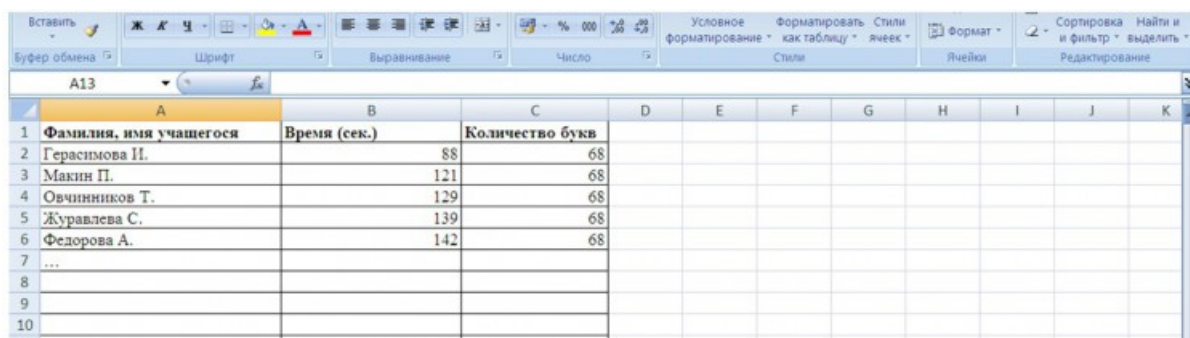 Вставить Ж К Ч А % 000 Условное Форматировать Стили Формат Сортировка Найти и
форматирование как таблицу ячеек и фильтр выделить
Буфер обмена Шрифт Выравнивание Число Стили Ячейки Редактирование
A13 fx
A B C D E F G H I J K
1 Фамилия, имя учащегося Время (сек.) Количество букв
2 Герасимова И. 88 68
3 Макин П. 121 68
4 Овчинников Т. 129 68
5 Журавлева С. 139 68
6 Федорова А. 142 68
7 ...
8
9
10